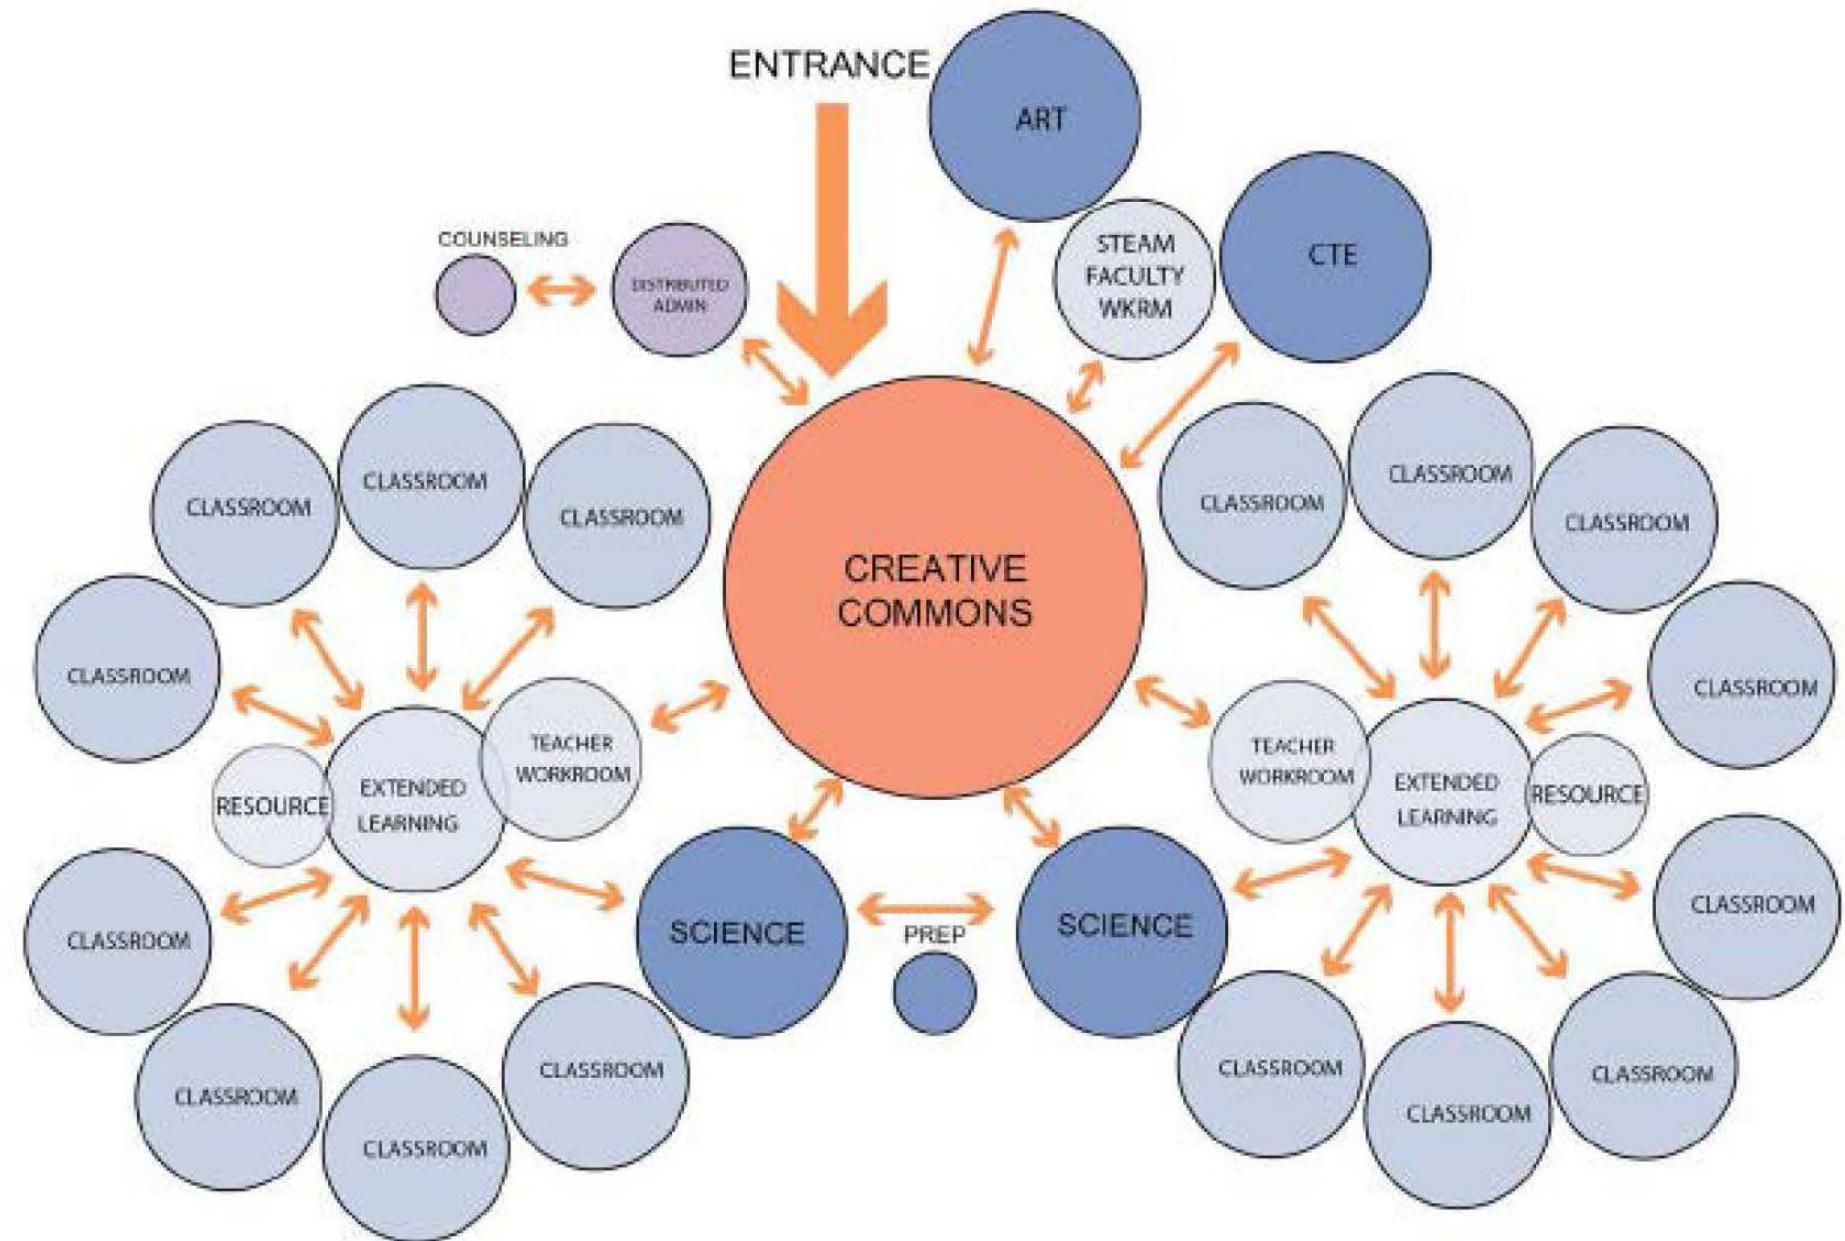 ENTRANCE
ART
STEAM
FACULTY
WKRM
CTE
COUNSELING
DISTRIBUTED
ADMIN
CLASSROOM
CLASSROOM
CLASSROOM
CLASSROOM
CREATIVE
COMMONS
CLASSROOM
CLASSROOM
CLASSROOM
CLASSROOM
RESOURCE
EXTENDED
LEARNING
TEACHER
WORKROOM
TEACHER
WORKROOM
EXTENDED
LEARNING
RESOURCE
CLASSROOM
CLASSROOM
CLASSROOM
CLASSROOM
SCIENCE
PREP
SCIENCE
CLASSROOM
CLASSROOM
CLASSROOM
CLASSROOM